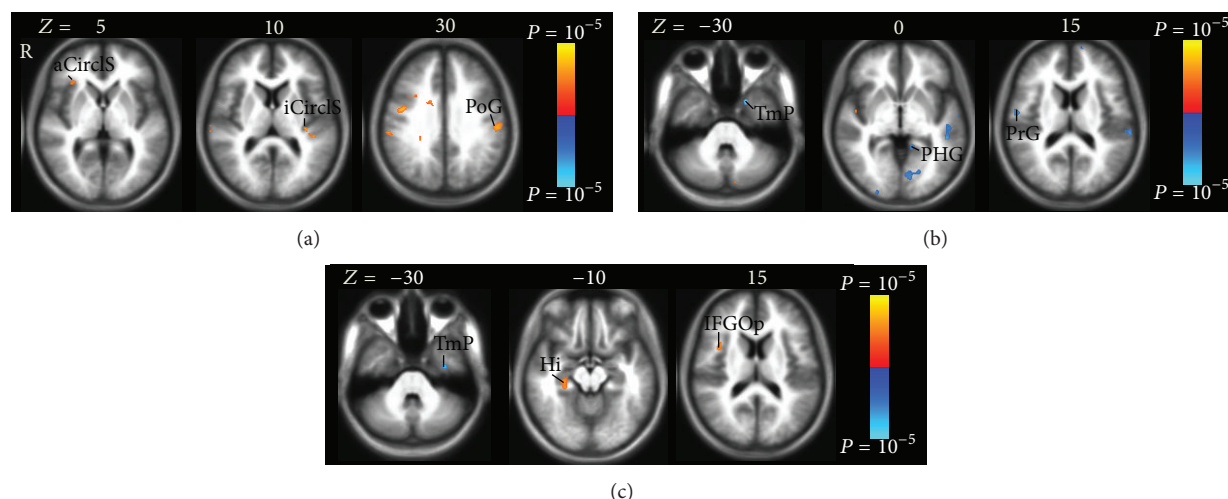 Z = 5 10 30
R
aCirclS
iCirclS
PoG
P = 10⁻⁵
P = 10⁻⁵
(a)
Z = −30 0 15
TmP
PHG
PrG
P = 10⁻⁵
P = 10⁻⁵
(b)
Z = −30 −10 15
TmP
Hi
IFGOp
P = 10⁻⁵
P = 10⁻⁵
(c)